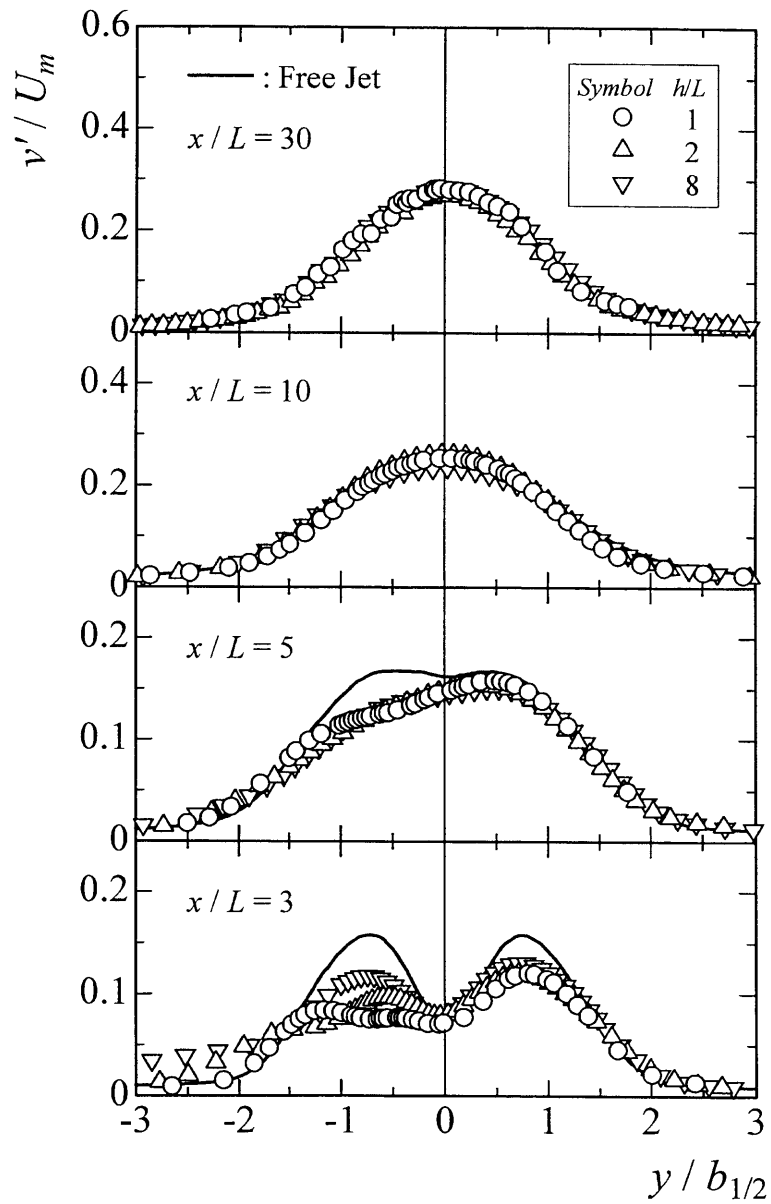 0.6
v' / U_m
: Free Jet
Symbol h/L
1
2
8
0.4
x / L = 30
0.2
0
0.4
x / L = 10
0.2
0
0.2
x / L = 5
0.1
0
0.2
x / L = 3
0.1
0
-3 -2 -1 0 1 2 3
y / b_{1/2}